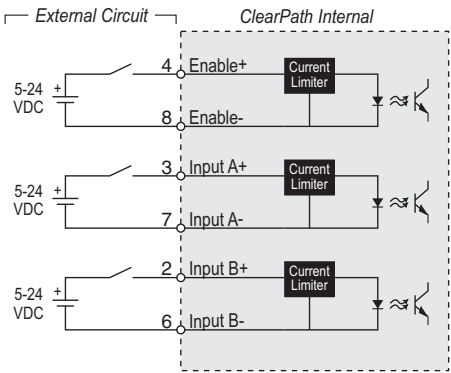 External Circuit
ClearPath Internal
5-24
VDC
+
4
Enable+
Current
Limiter
8
Enable-
5-24
VDC
+
3
Input A+
Current
Limiter
7
Input A-
5-24
VDC
+
2
Input B+
Current
Limiter
6
Input B-